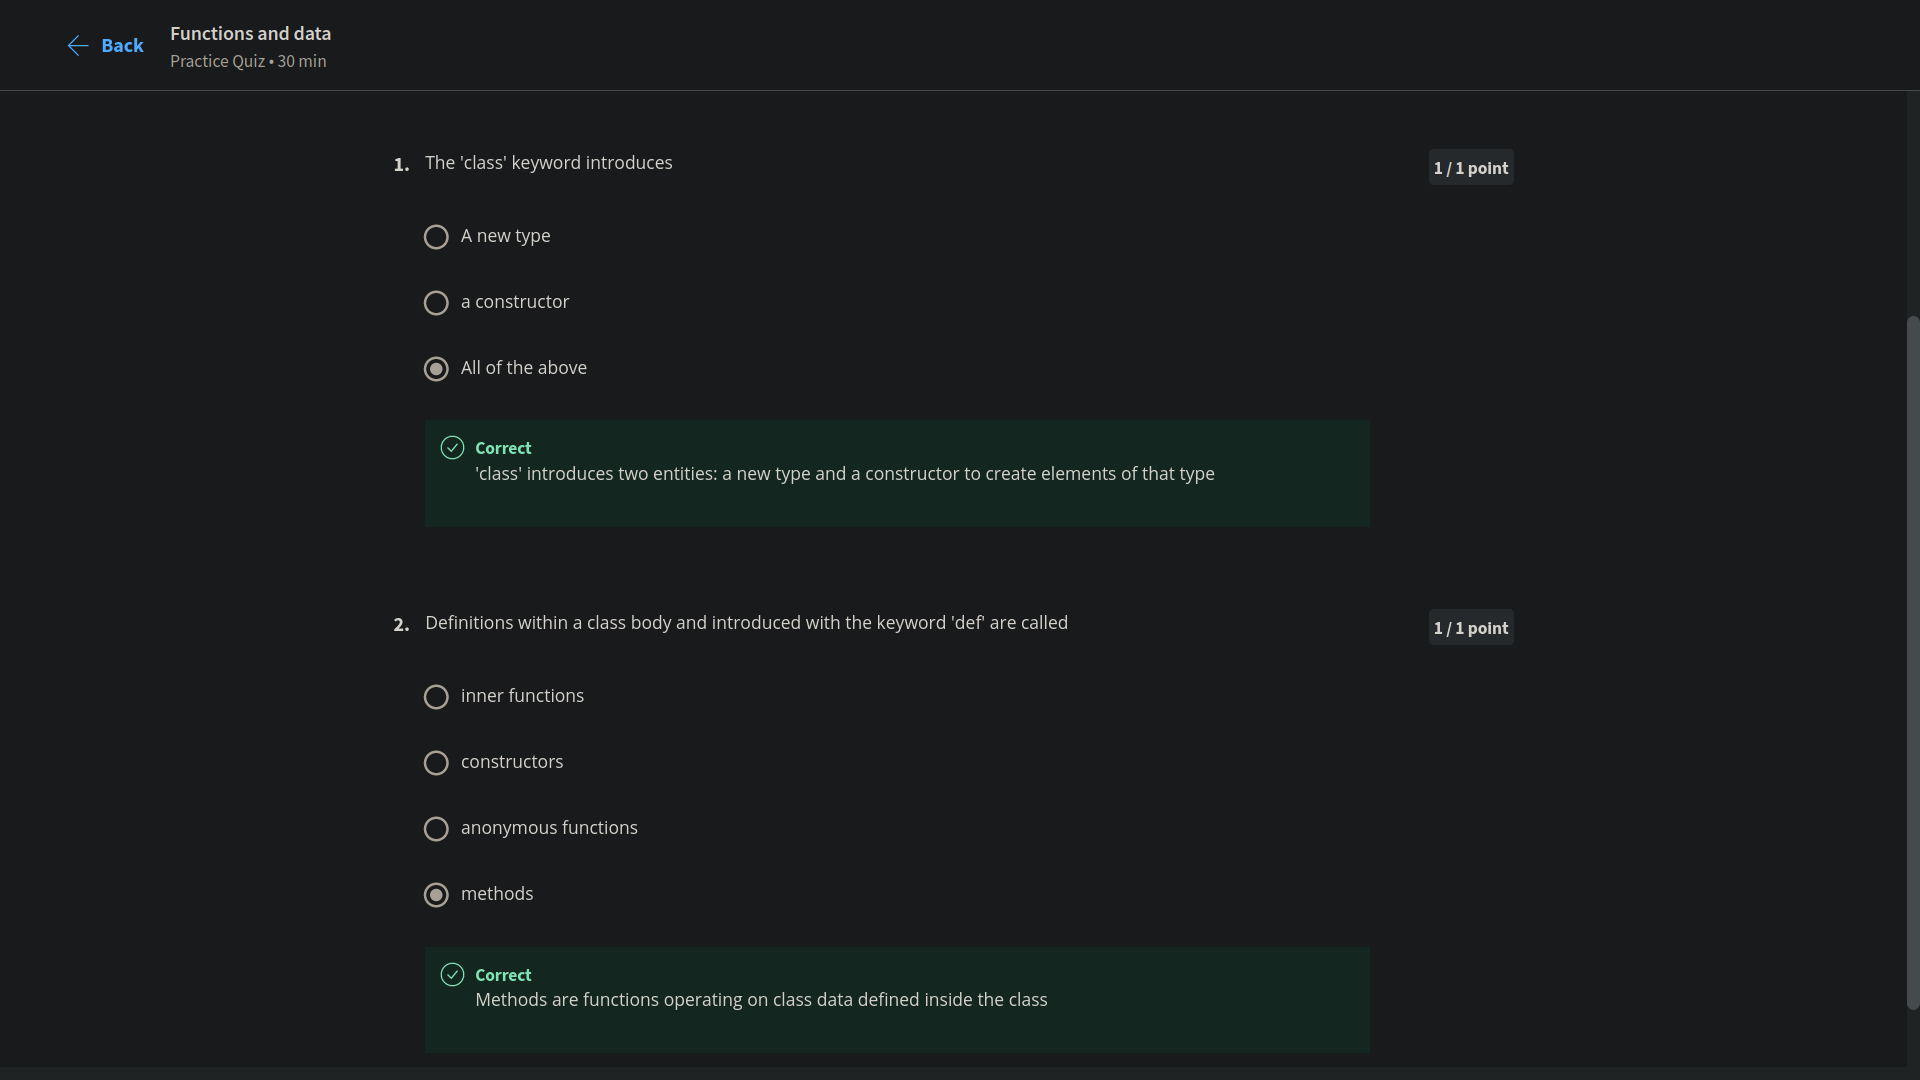 Back
Functions and data
Practice Quiz • 30 min
1. The 'class' keyword introduces
1 / 1 point
A new type
a constructor
All of the above
Correct
'class' introduces two entities: a new type and a constructor to create elements of that type
2. Definitions within a class body and introduced with the keyword 'def' are called
1 / 1 point
inner functions
constructors
anonymous functions
methods
Correct
Methods are functions operating on class data defined inside the class